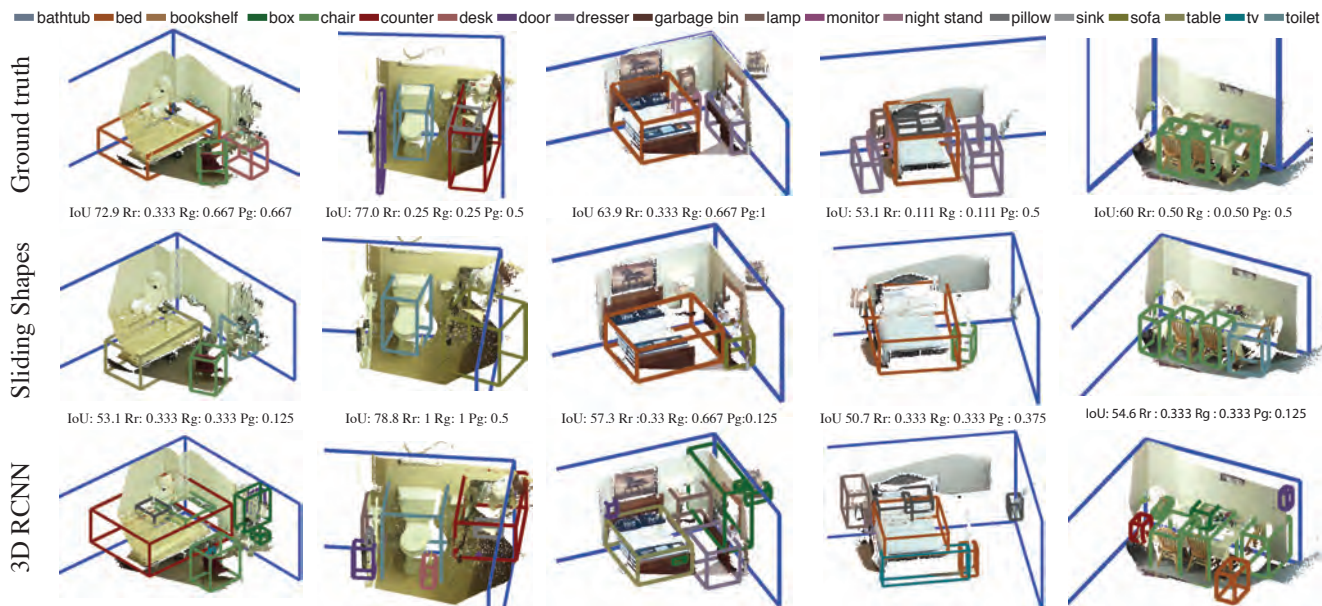 bathtub bed bookshelf box chair counter desk door dresser garbage bin lamp monitor night stand pillow sink sofa table tv toilet
Ground truth
IoU 72.9 Rr: 0.333 Rg: 0.667 Pg: 0.667
IoU: 77.0 Rr: 0.25 Rg: 0.25 Pg: 0.5
IoU 63.9 Rr: 0.333 Rg: 0.667 Pg:1
IoU: 53.1 Rr: 0.111 Rg : 0.111 Pg: 0.5
IoU:60 Rr: 0.50 Rg : 0.0.50 Pg: 0.5
Sliding Shapes
IoU: 53.1 Rr: 0.333 Rg: 0.333 Pg: 0.125
IoU: 78.8 Rr: 1 Rg: 1 Pg: 0.5
IoU: 57.3 Rr :0.33 Rg: 0.667 Pg:0.125
IoU 50.7 Rr: 0.333 Rg: 0.333 Pg : 0.375
IoU: 54.6 Rr : 0.333 Rg : 0.333 Pg: 0.125
3D RCNN